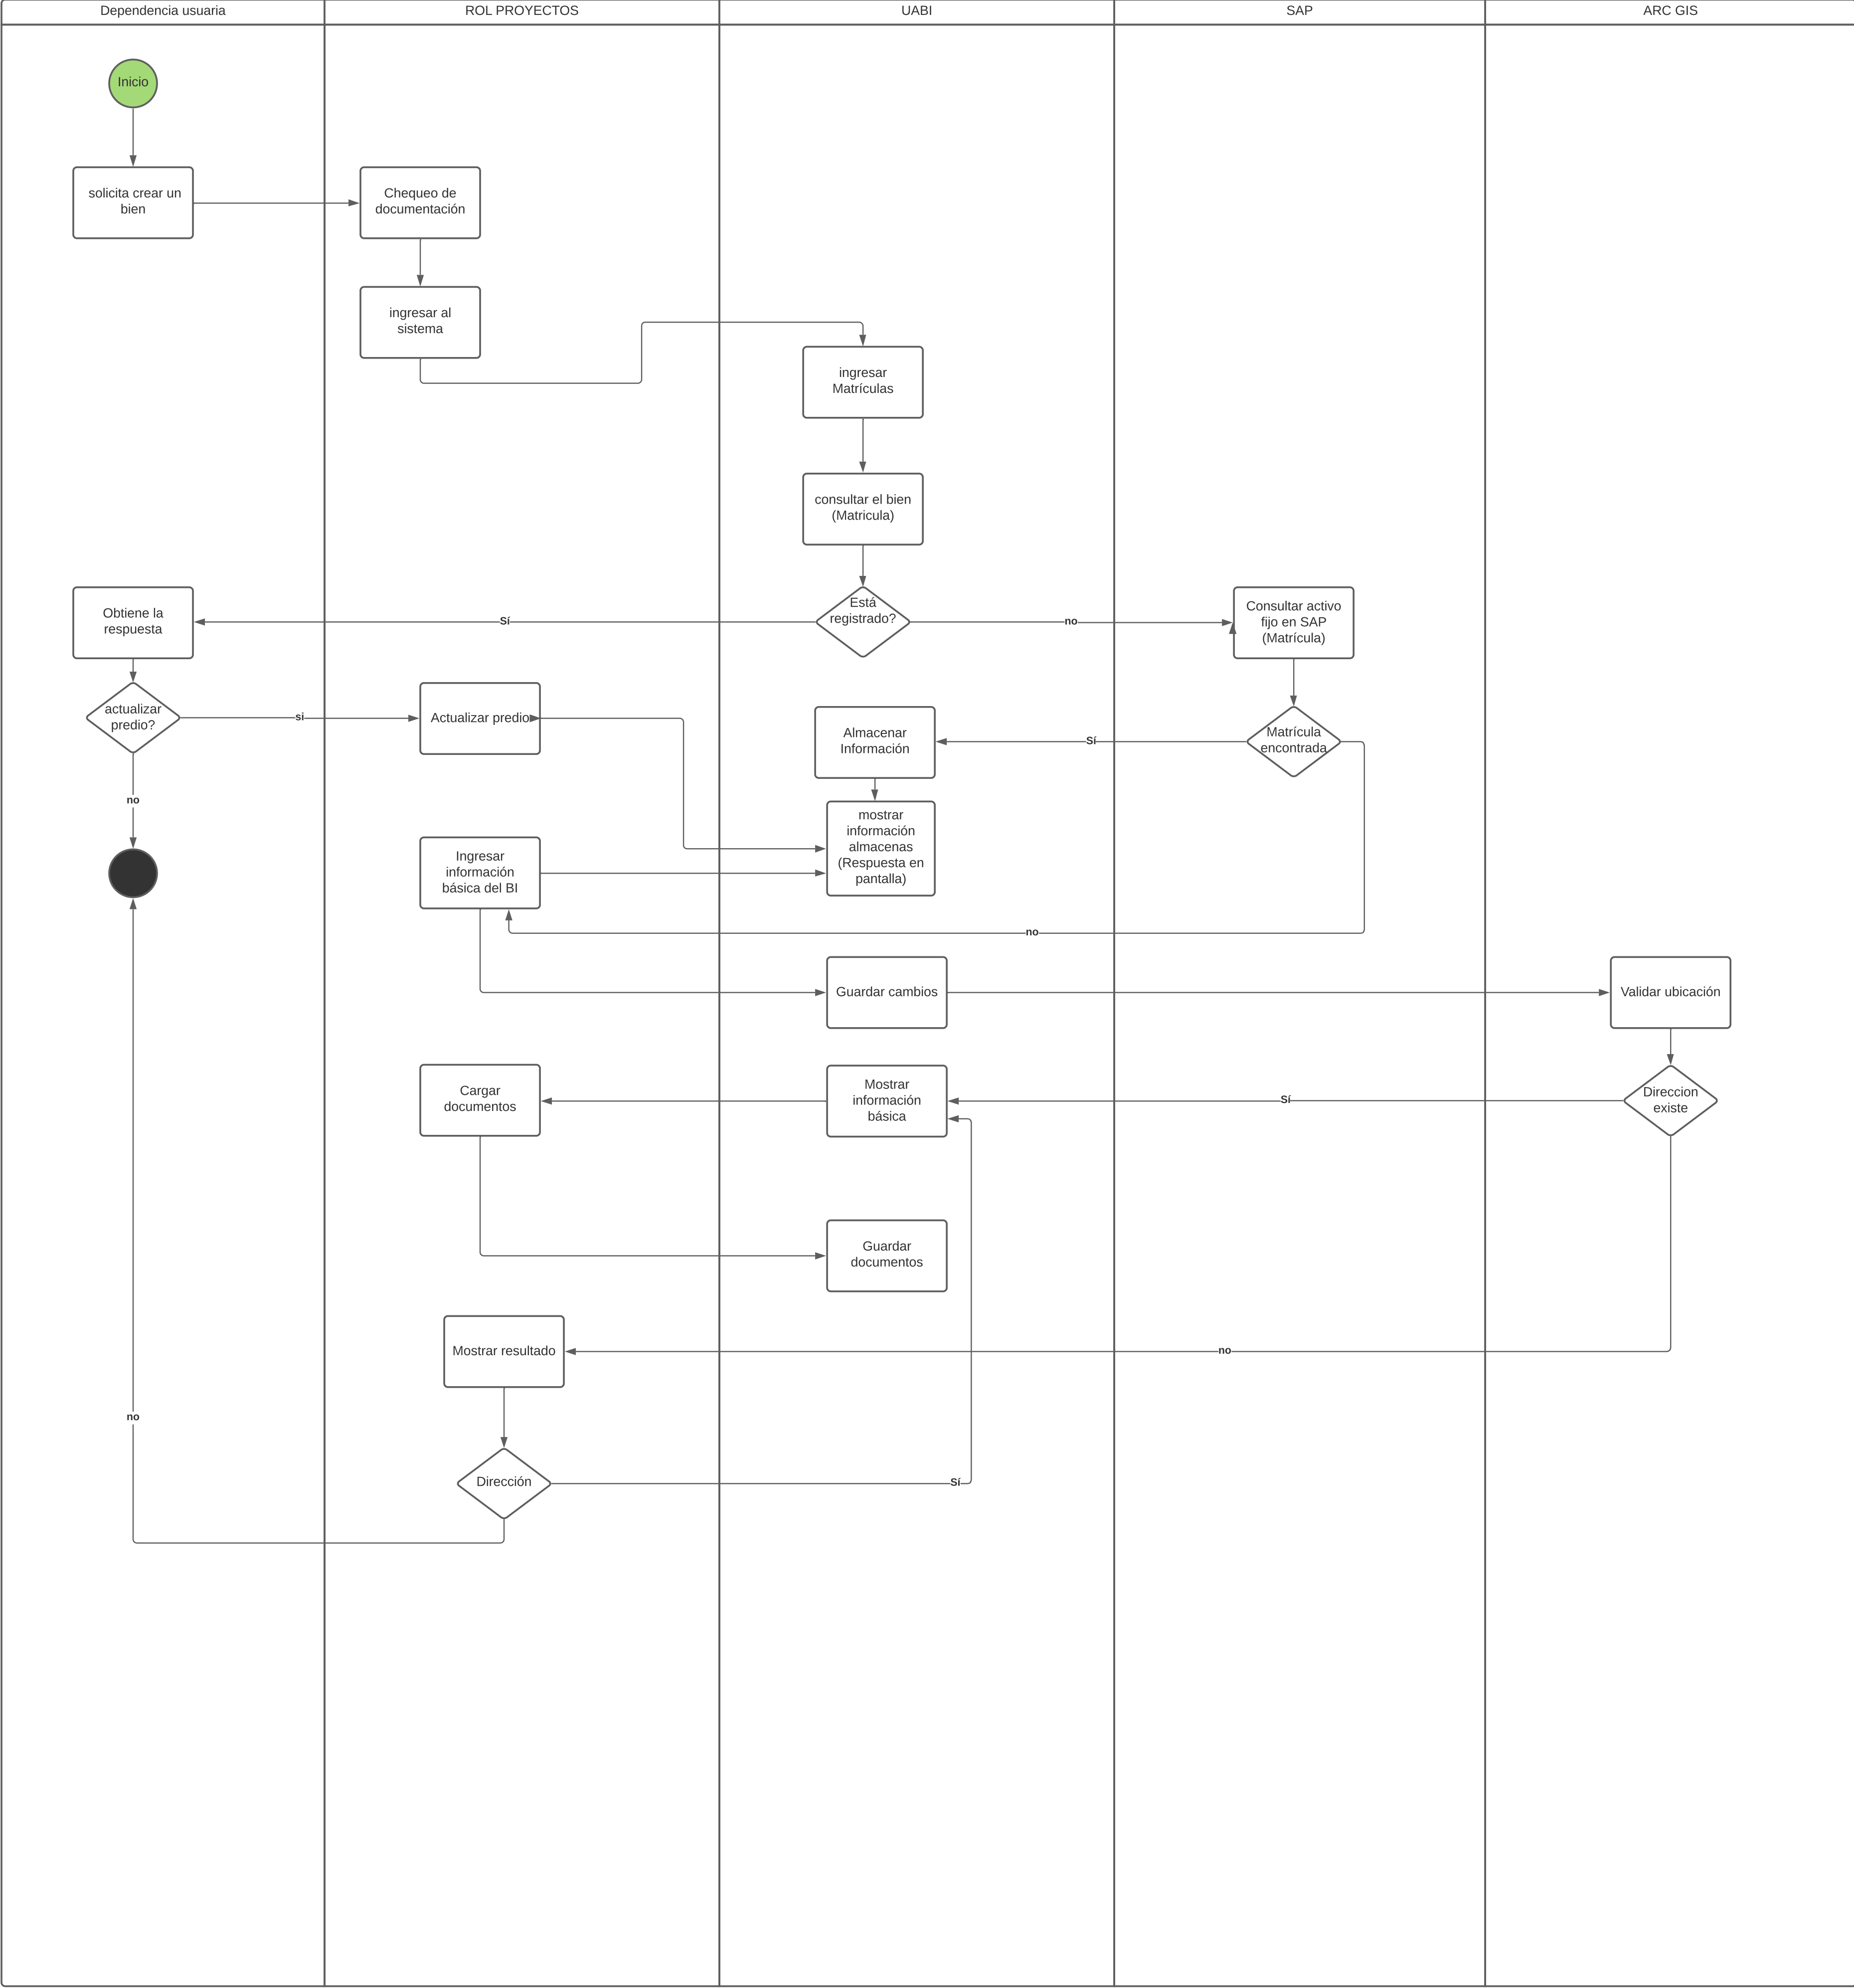 Dependencia usuaria
ROL PROYECTOS
UABI
SAP
ARC GIS
Inicio
solicita crear un
bien
Chequeo de
documentación
ingresar al
sistema
ingresar
Matrículas
consultar el bien
(Matricula)
Obtiene la
respuesta
Sí
Está
registrado?
no
Consultar activo
fijo en SAP
(Matrícula)
actualizar
predio?
si
Actualizar predio
Almacenar
Información
Sí
Matrícula
encontrada
no
mostrar
información
almacenas
(Respuesta en
pantalla)
Ingresar
información
básica del BI
no
Guardar cambios
Validar ubicación
Cargar
documentos
Mostrar
información
básica
Sí
Direccion
existe
Guardar
documentos
Mostrar resultado
no
no
Dirección
Sí